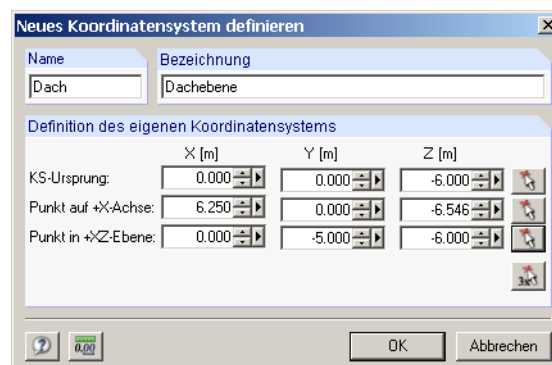 Neues Koordinatensystem definieren
Name
Bezeichnung
Dach
Dachebene
Definition des eigenen Koordinatensystems
X [m] Y [m] Z [m]
KS-Ursprung: 0.000 0.000 -6.000
Punkt auf +X-Achse: 6.250 0.000 -6.546
Punkt in +XZ-Ebene: 0.000 -5.000 -6.000
3x
0.00
OK
Abbrechen